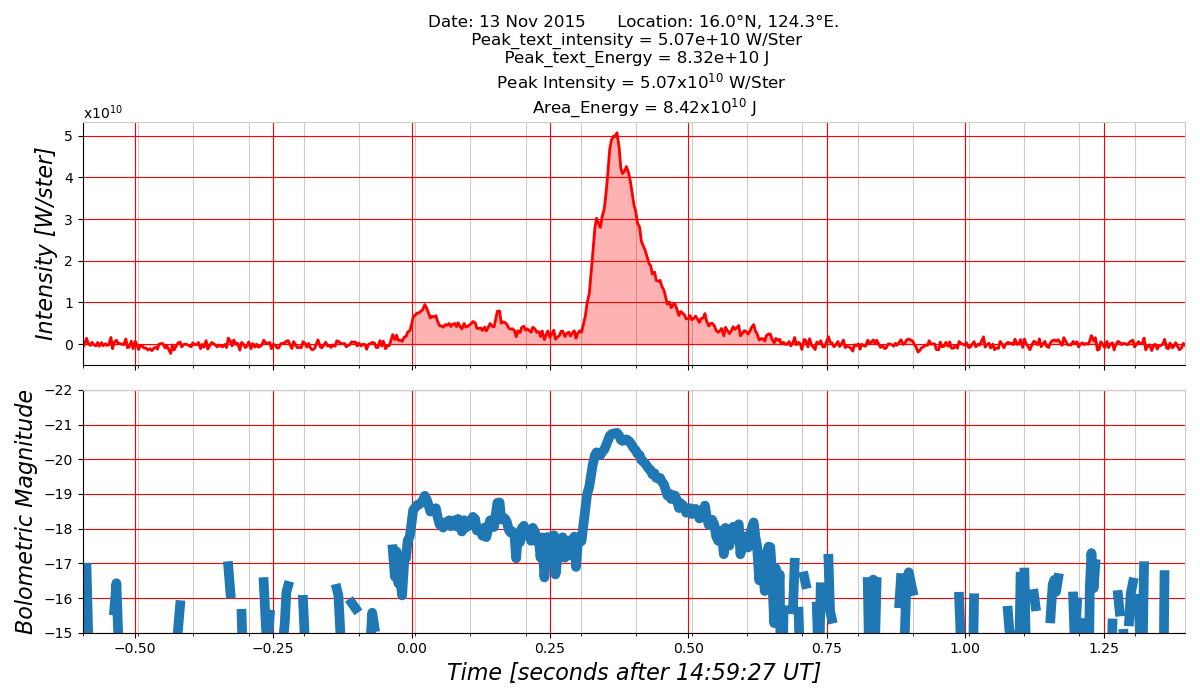 Date: 13 Nov 2015      Location: 16.0°N, 124.3°E.
Peak_text_intensity = 5.07e+10 W/Ster
Peak_text_Energy = 8.32e+10 J
Peak Intensity = 5.07x10¹⁰ W/Ster
Area_Energy = 8.42x10¹⁰ J
x10¹⁰
5
4
3
2
1
0
Intensity [W/ster]
−22
−21
−20
−19
−18
−17
−16
−15
Bolometric Magnitude
−0.50 −0.25 0.00 0.25 0.50 0.75 1.00 1.25
Time [seconds after 14:59:27 UT]